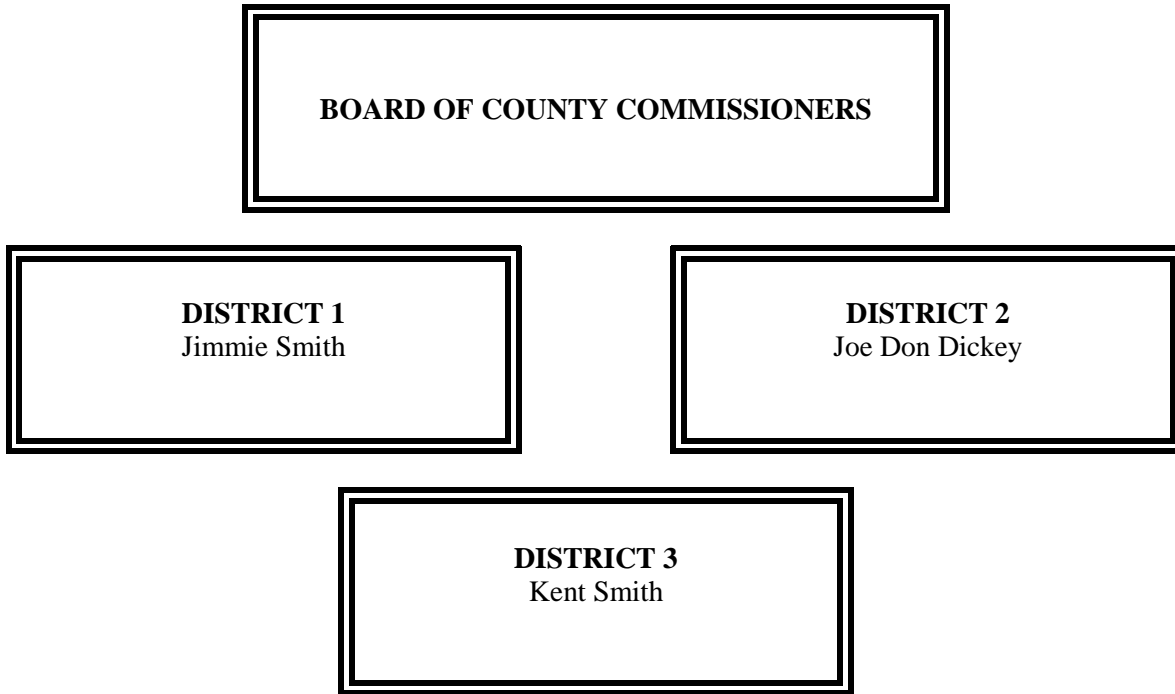 BOARD OF COUNTY COMMISSIONERS
DISTRICT 1
Jimmie Smith
DISTRICT 2
Joe Don Dickey
DISTRICT 3
Kent Smith